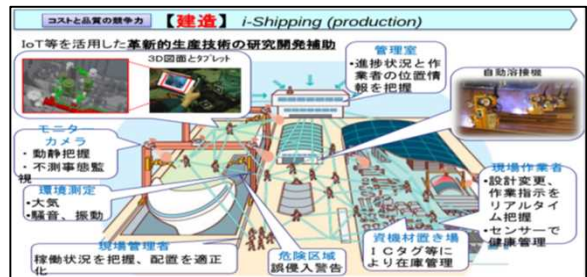 コストと品質の競争力
【建造】 i-Shipping (production)
IoT等を活用した革新的生産技術の研究開発補助
3D図面とタブレット
管理室
・進捗状況と作
業者の位置情
報を把握
自動溶接機
モニター
カメラ
・動静把握
・不測事態監
視
環境測定
・大気
・騒音、振動
現場管理者
稼働状況を把握、配置を適正
化
危険区域
誤侵入警告
資機材置き場
ICタグ等に
より在庫管理
現場作業者
・設計変更、
作業指示を
リアルタイ
ム把握
・センサーで
健康管理